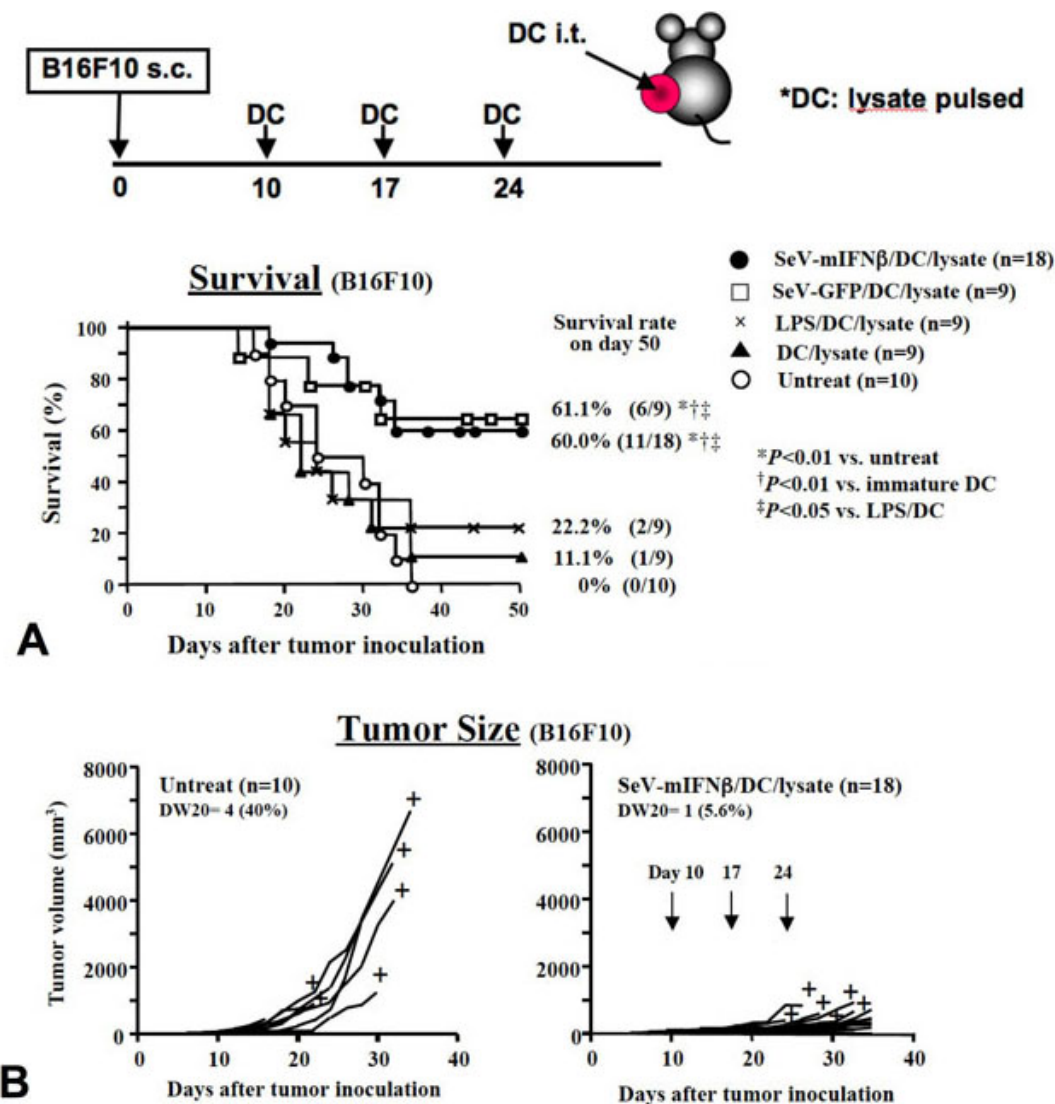 DC i.t.
B16F10 s.c.
*DC: lysate pulsed
DC DC DC
0 10 17 24
Survival (B16F10)
SeV-mIFNβ/DC/lysate (n=18)
SeV-GFP/DC/lysate (n=9)
LPS/DC/lysate (n=9)
DC/lysate (n=9)
Untreat (n=10)
Survival rate
on day 50
61.1% (6/9) *†‡
60.0% (11/18) *†‡
22.2% (2/9)
11.1% (1/9)
0% (0/10)
*P<0.01 vs. untreat
†P<0.01 vs. immature DC
‡P<0.05 vs. LPS/DC
Survival (%)
100
80
60
40
20
0
0 10 20 30 40 50
Days after tumor inoculation
A
Tumor Size (B16F10)
Untreat (n=10)
DW20= 4 (40%)
Tumor volume (mm³)
8000
6000
4000
2000
0
0 10 20 30 40
Days after tumor inoculation
SeV-mIFNβ/DC/lysate (n=18)
DW20= 1 (5.6%)
Day 10 17 24
8000
6000
4000
2000
0
0 10 20 30 40
Days after tumor inoculation
B